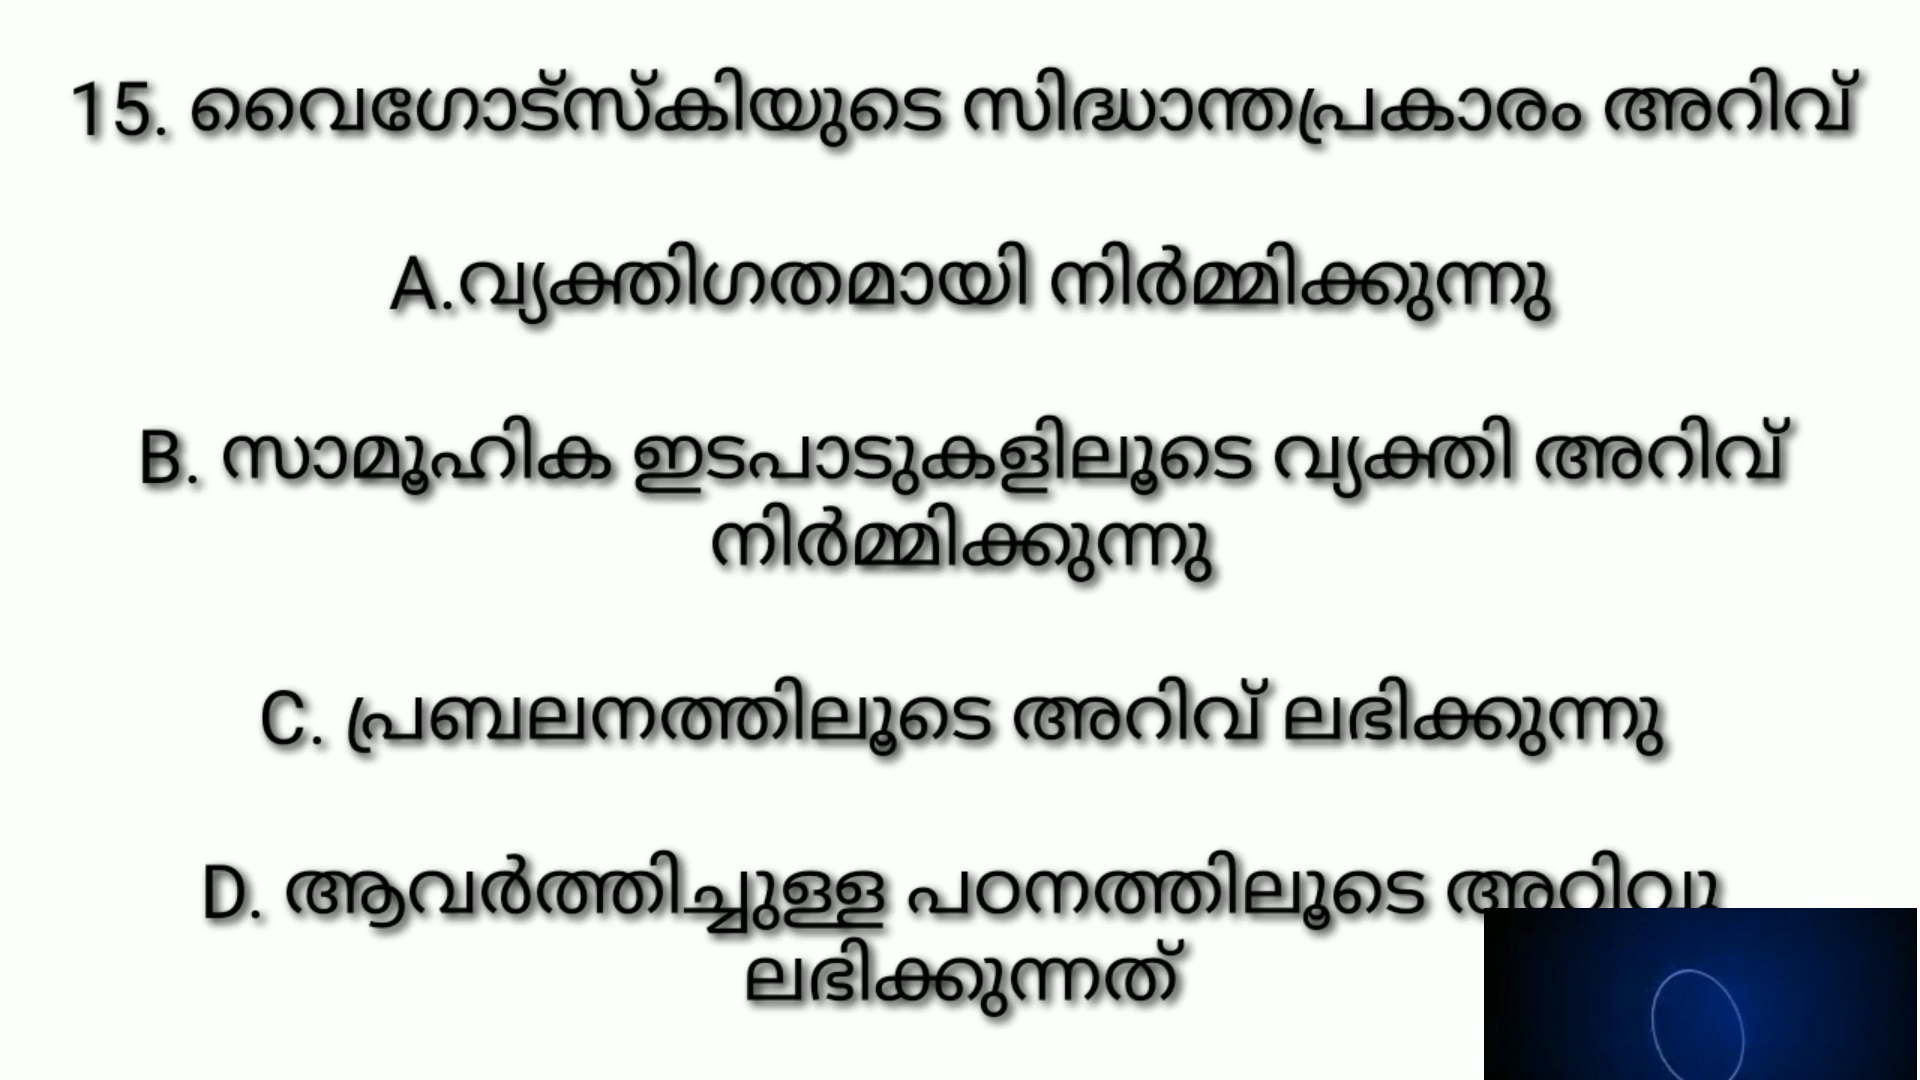 15. വൈഗോട്സ്കിയുടെ സിദ്ധാന്തപ്രകാരം അറിവ്
A.വ്യക്തിഗതമായി നിർമ്മിക്കുന്നു
B. സാമൂഹിക ഇടപാടുകളിലൂടെ വ്യക്തി അറിവ്
നിർമ്മിക്കുന്നു
C. പ്രബലനത്തിലൂടെ അറിവ് ലഭിക്കുന്നു
D. ആവർത്തിച്ചുള്ള പഠനത്തിലൂടെ അറിവു
ലഭിക്കുന്നത്